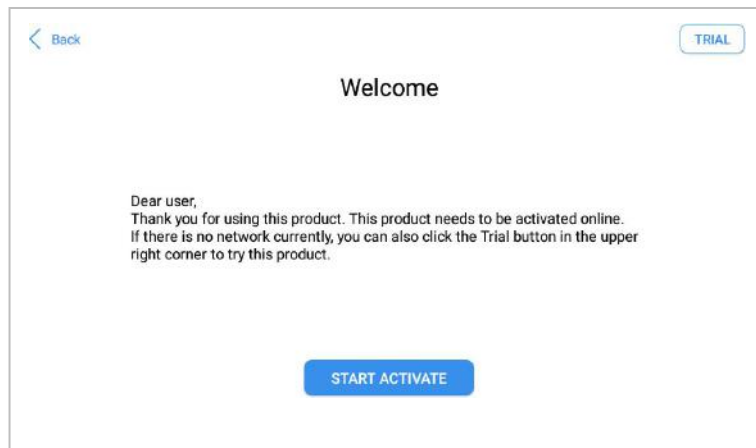 Back
TRIAL
Welcome
Dear user,
Thank you for using this product. This product needs to be activated online.
If there is no network currently, you can also click the Trial button in the upper
right corner to try this product.
START ACTIVATE